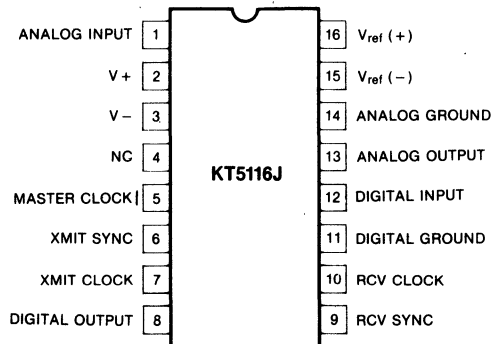 ANALOG INPUT 1 16 Vref (+)
V+ 2 15 Vref (−)
V− 3 14 ANALOG GROUND
NC 4 13 ANALOG OUTPUT
KT5116J
MASTER CLOCK 5 12 DIGITAL INPUT
XMIT SYNC 6 11 DIGITAL GROUND
XMIT CLOCK 7 10 RCV CLOCK
DIGITAL OUTPUT 8 9 RCV SYNC